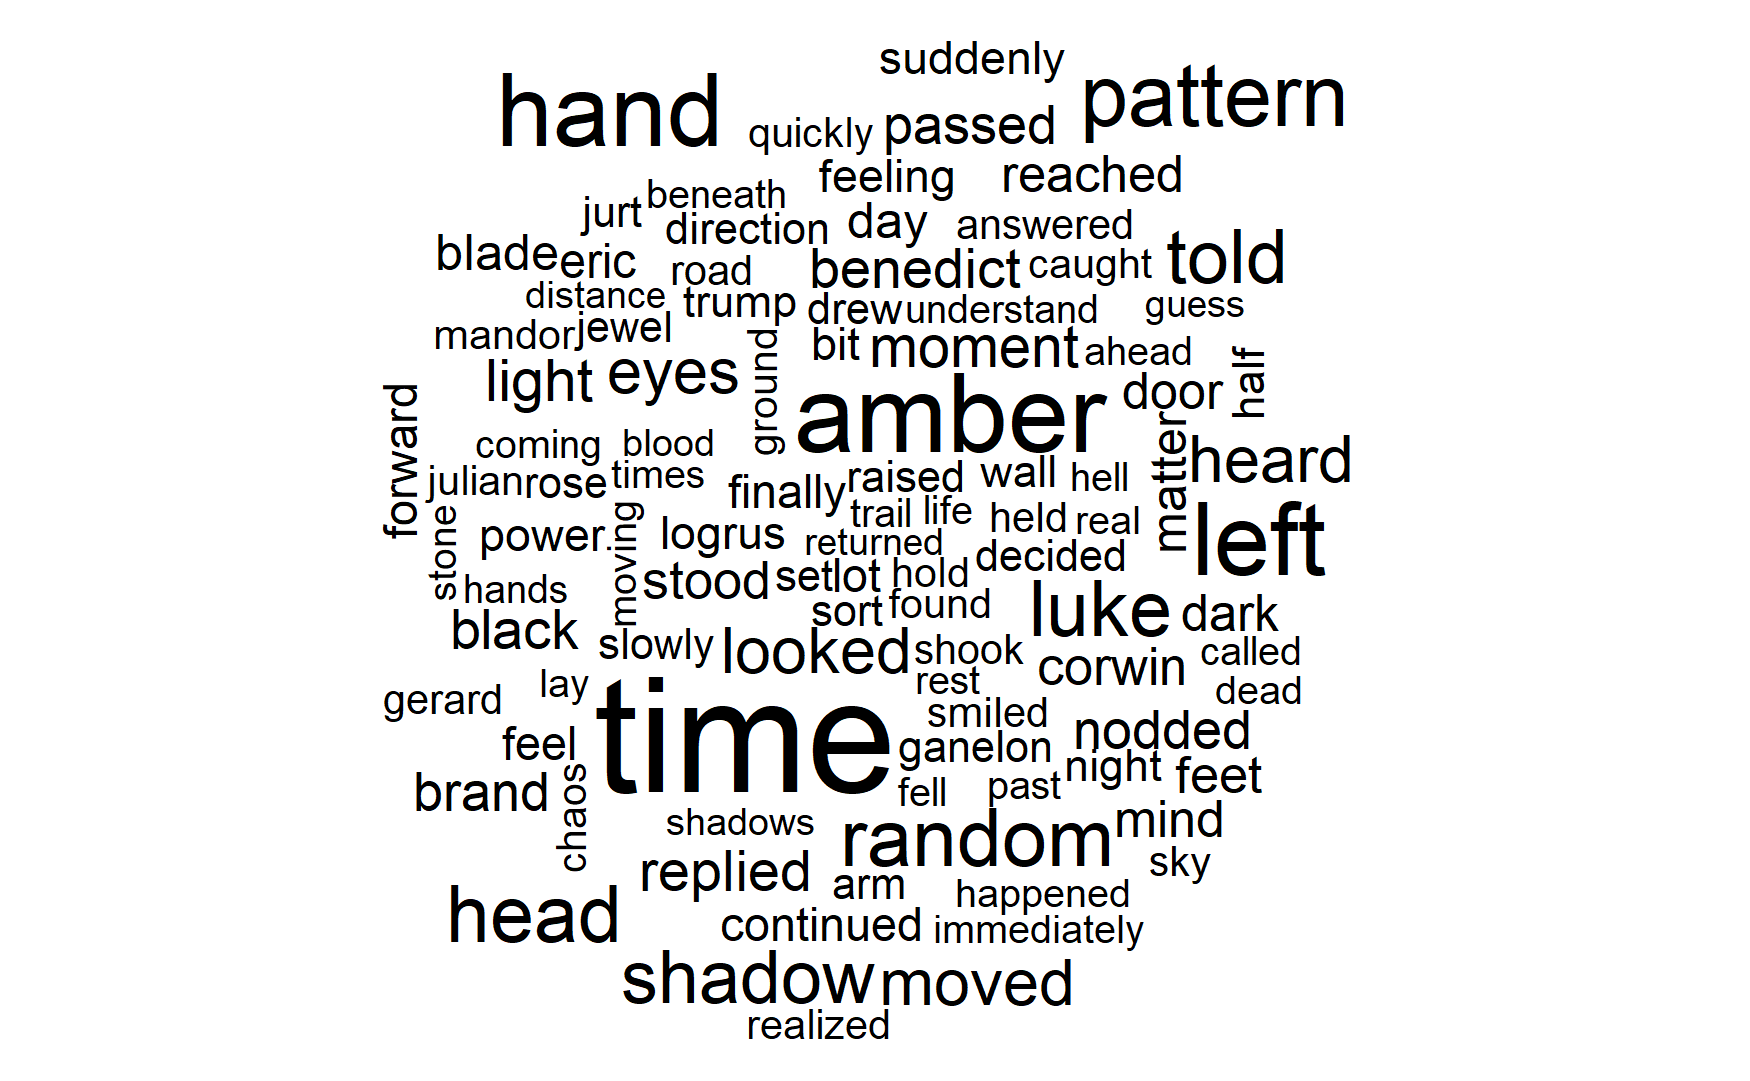 suddenly
hand
pattern
quickly
passed
feeling
reached
beneath
jurt
direction
day
answered
told
blade
eric
road
benedict
caught
distance
trump
drew
understand
guess
mandor
jewel
ground
bit
moment
ahead
half
light
eyes
amber
door
forward
coming
blood
matter
heard
julian
rose
times
finally
raised
wall
hell
stone
power
moving
logrus
trail
life
held
real
left
returned
decided
hands
stood
set
lot
hold
luke
dark
black
slowly
looked
sort
found
shook
corwin
called
gerard
lay
time
rest
dead
smiled
nodded
feel
ganelon
night
feet
brand
chaos
fell
past
shadows
random
mind
sky
replied
arm
happened
head
continued
immediately
shadow
moved
realized